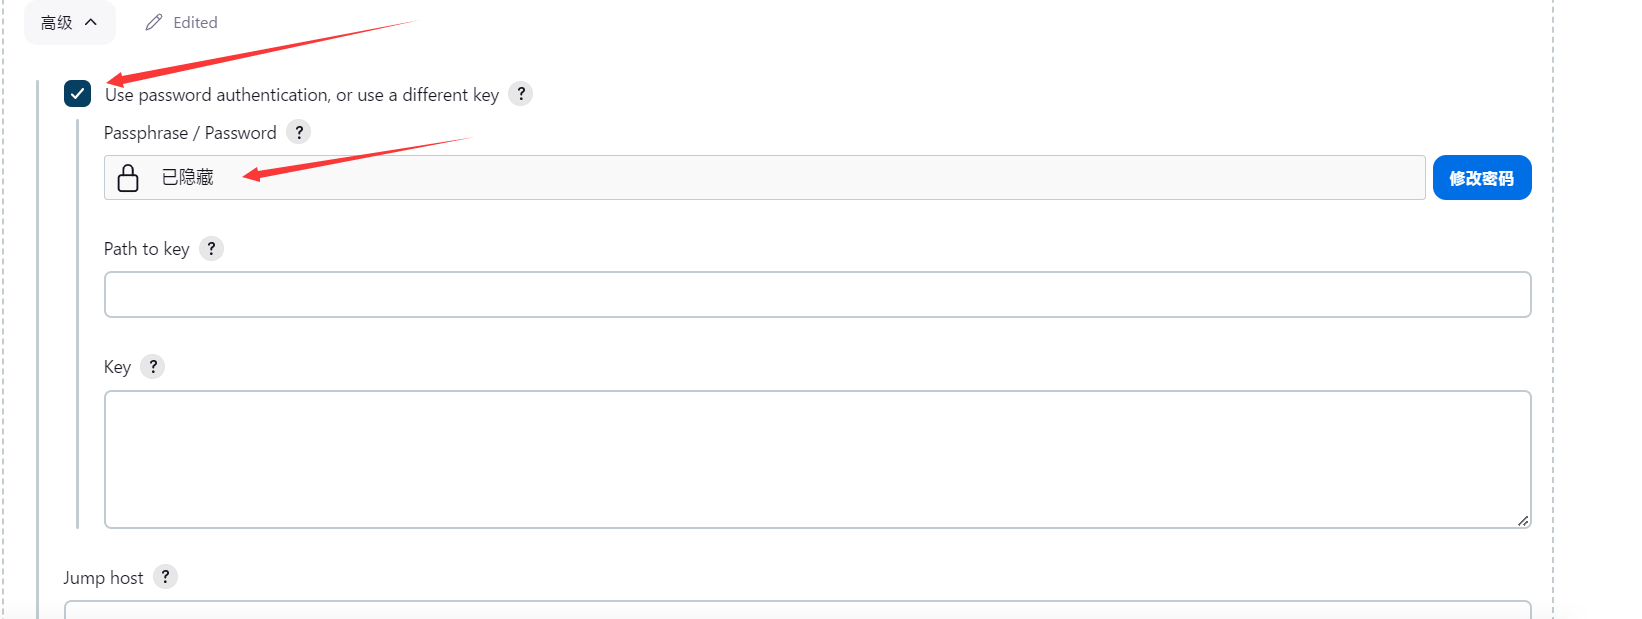 高级 Edited
Use password authentication, or use a different key ?
Passphrase / Password ?
已隐藏 修改密码
Path to key ?
Key ?
Jump host ?